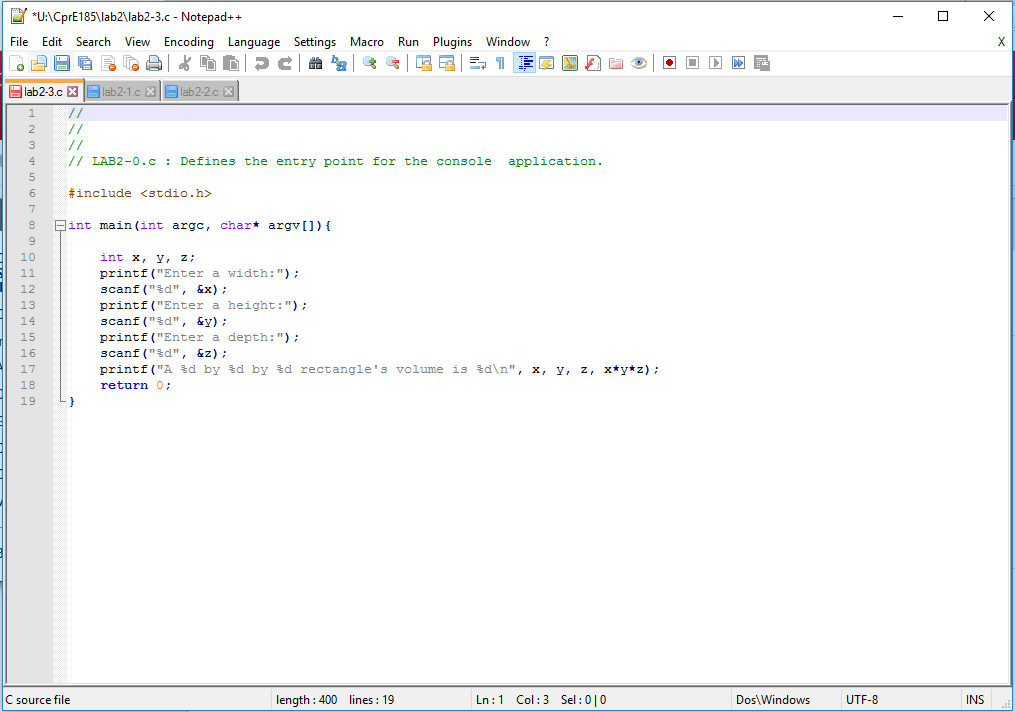 *U:\CprE185\lab2\lab2-3.c - Notepad++
File Edit Search View Encoding Language Settings Macro Run Plugins Window ? X
lab2-3.c lab2-1.c lab2-2.c
1 //
2 //
3 //
4 // LAB2-0.c : Defines the entry point for the console  application.
5
6 #include <stdio.h>
7
8 int main(int argc, char* argv[]){
9
10     int x, y, z;
11     printf("Enter a width:");
12     scanf("%d", &x);
13     printf("Enter a height:");
14     scanf("%d", &y);
15     printf("Enter a depth:");
16     scanf("%d", &z);
17     printf("A %d by %d by %d rectangle's volume is %d\n", x, y, z, x*y*z);
18     return 0;
19 }
C source file length : 400 lines : 19 Ln : 1 Col : 3 Sel : 0 | 0 Dos\Windows UTF-8 INS